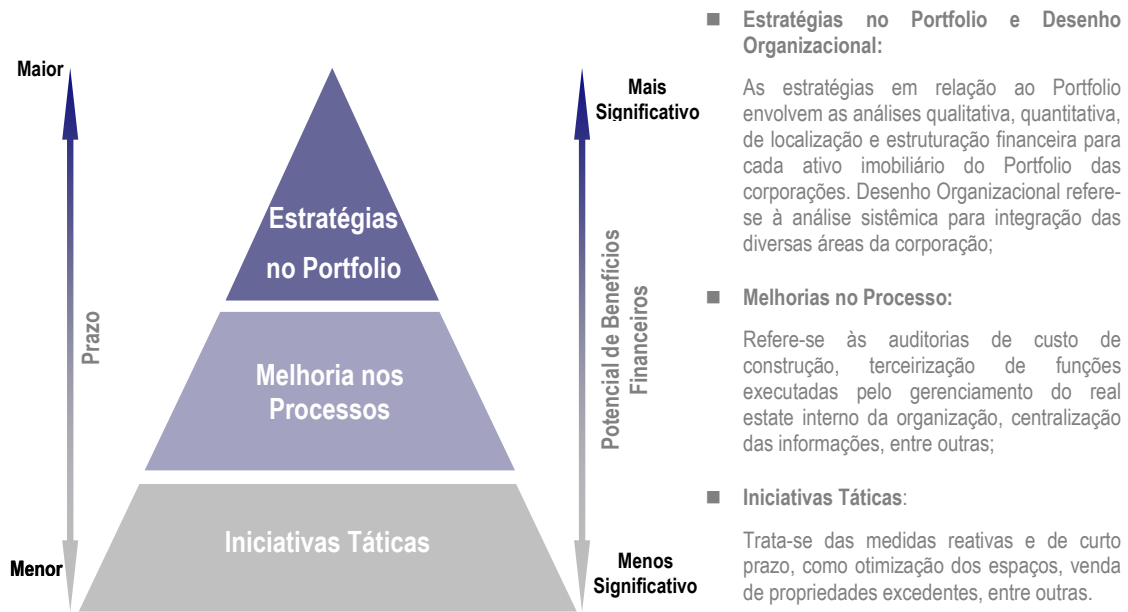 Maior
Prazo
Menor
Estratégias
no Portfolio
Melhoria nos
Processos
Iniciativas Táticas
Mais
Significativo
Potencial de Benefícios
Financeiros
Menos
Significativo
Estratégias no Portfolio e Desenho
Organizacional:
As estratégias em relação ao Portfolio
envolvem as análises qualitativa, quantitativa,
de localização e estruturação financeira para
cada ativo imobiliário do Portfolio das
corporações. Desenho Organizacional refere-
se à análise sistêmica para integração das
diversas áreas da corporação;
Melhorias no Processo:
Refere-se às auditorias de custo de
construção, terceirização de funções
executadas pelo gerenciamento do real
estate interno da organização, centralização
das informações, entre outras;
Iniciativas Táticas:
Trata-se das medidas reativas e de curto
prazo, como otimização dos espaços, venda
de propriedades excedentes, entre outras.